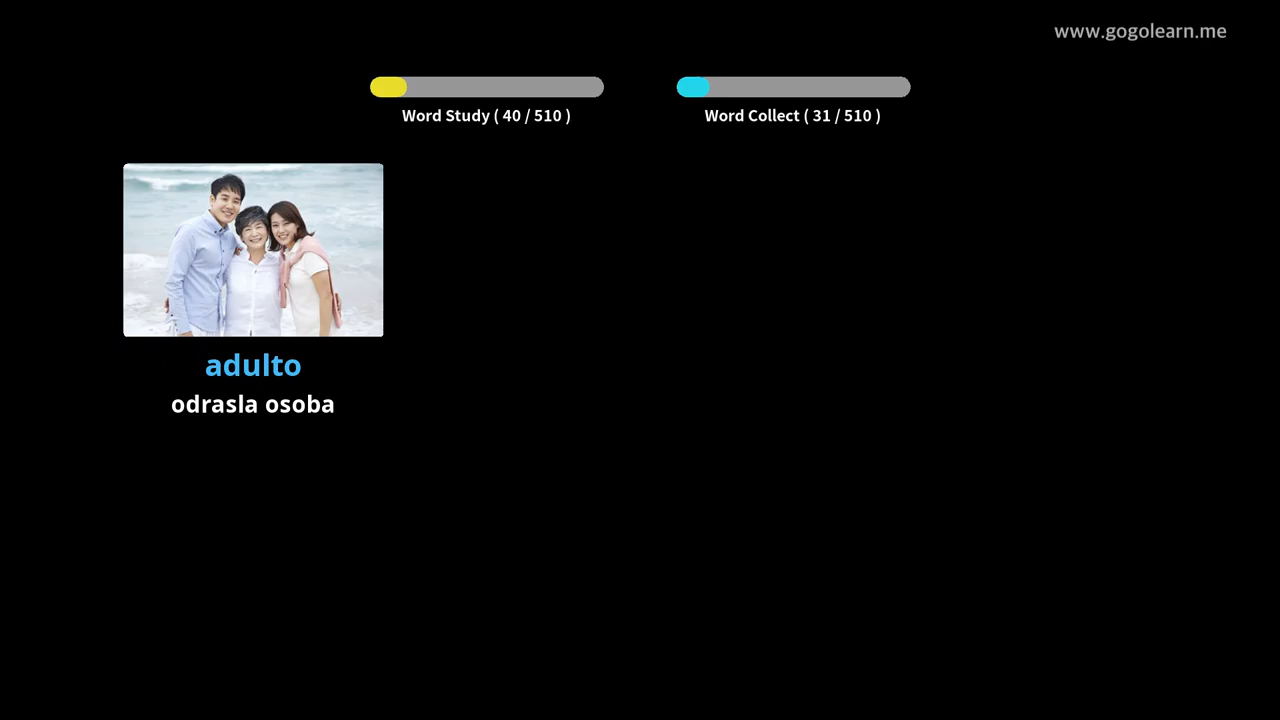 www.gogolearn.me
Word Study ( 40 / 510 )
Word Collect ( 31 / 510 )
adulto
odrasla osoba